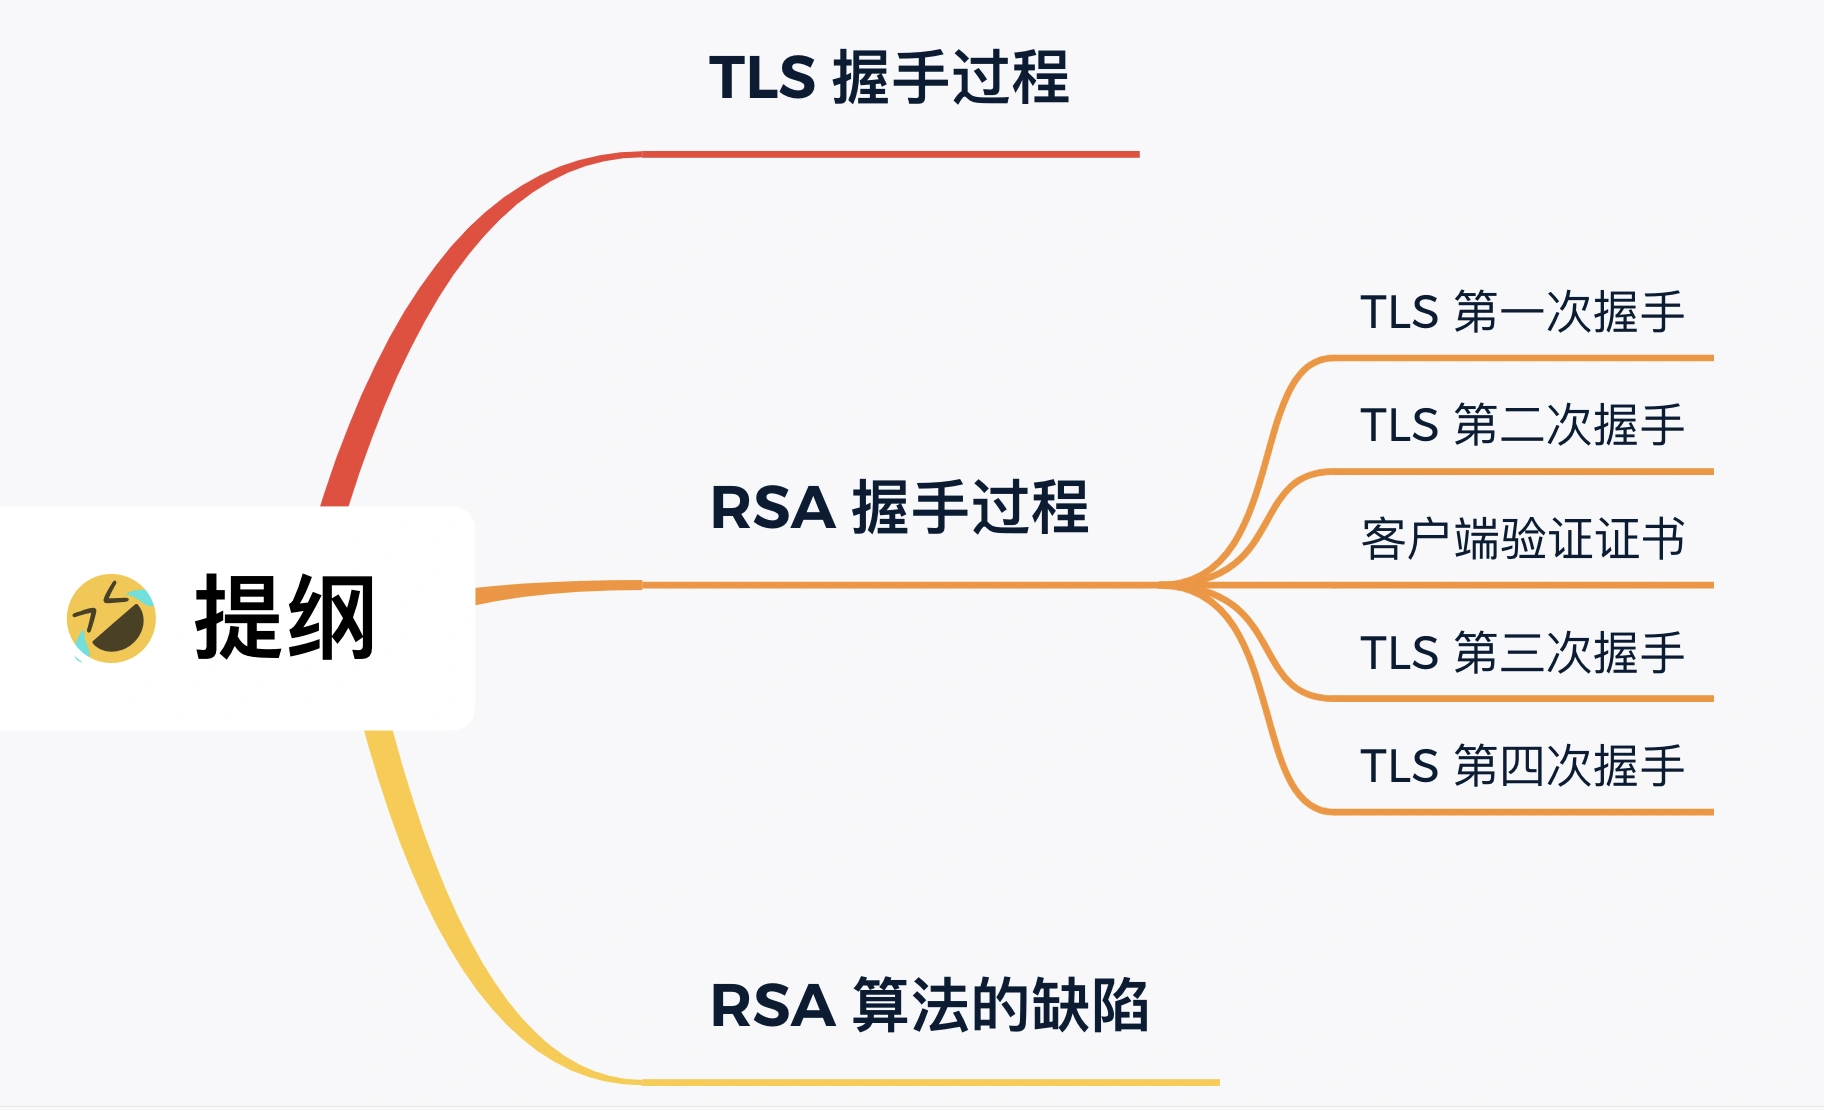 TLS 握手过程
TLS 第一次握手
TLS 第二次握手
RSA 握手过程
客户端验证证书
提纲
TLS 第三次握手
TLS 第四次握手
RSA 算法的缺陷